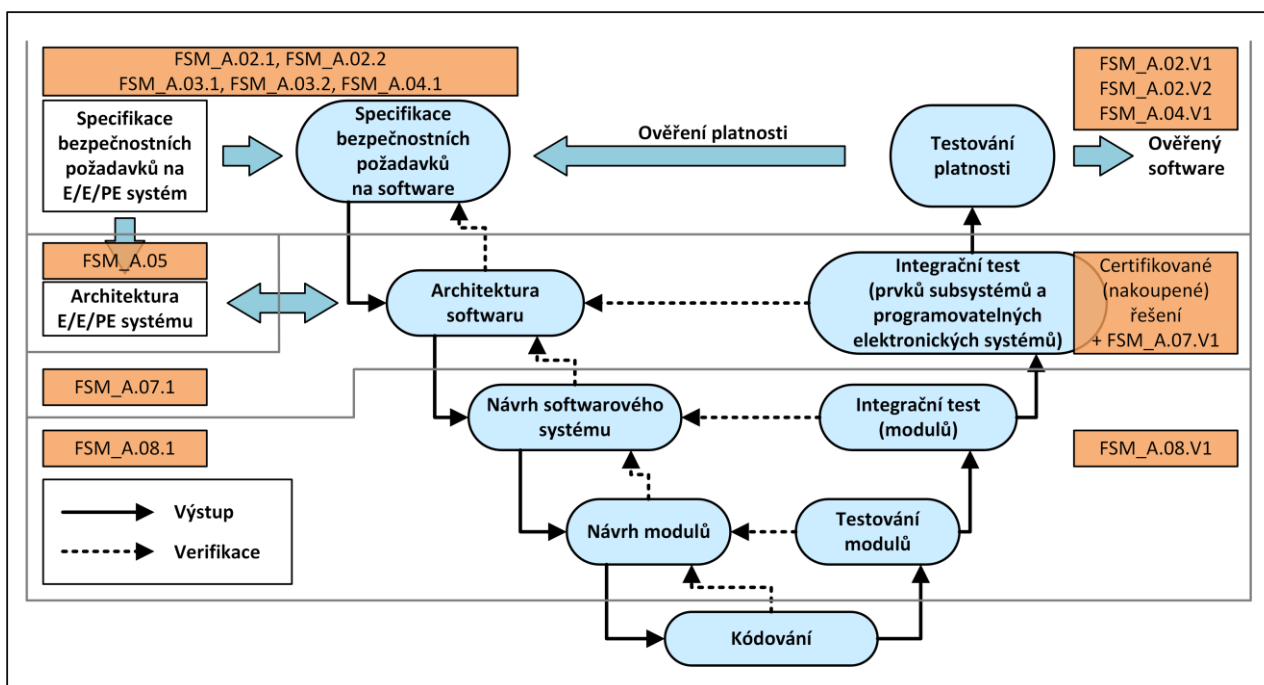 FSM_A.02.1, FSM_A.02.2
FSM_A.03.1, FSM_A.03.2, FSM_A.04.1
FSM_A.02.V1
FSM_A.02.V2
FSM_A.04.V1
Specifikace
bezpečnostních
požadavků na
E/E/PE systém
Specifikace
bezpečnostních
požadavků
na software
Ověření platnosti
Testování
platnosti
Ověřený
software
FSM_A.05
Architektura
E/E/PE systému
Architektura
softwaru
Integrační test
(prvků subsystémů a
programovatelných
elektronických systémů)
Certifikované
(nakoupené)
řešení
+ FSM_A.07.V1
FSM_A.07.1
Návrh softwarového
systému
Integrační test
(modulů)
FSM_A.08.1
FSM_A.08.V1
Výstup
Verifikace
Návrh modulů
Testování
modulů
Kódování